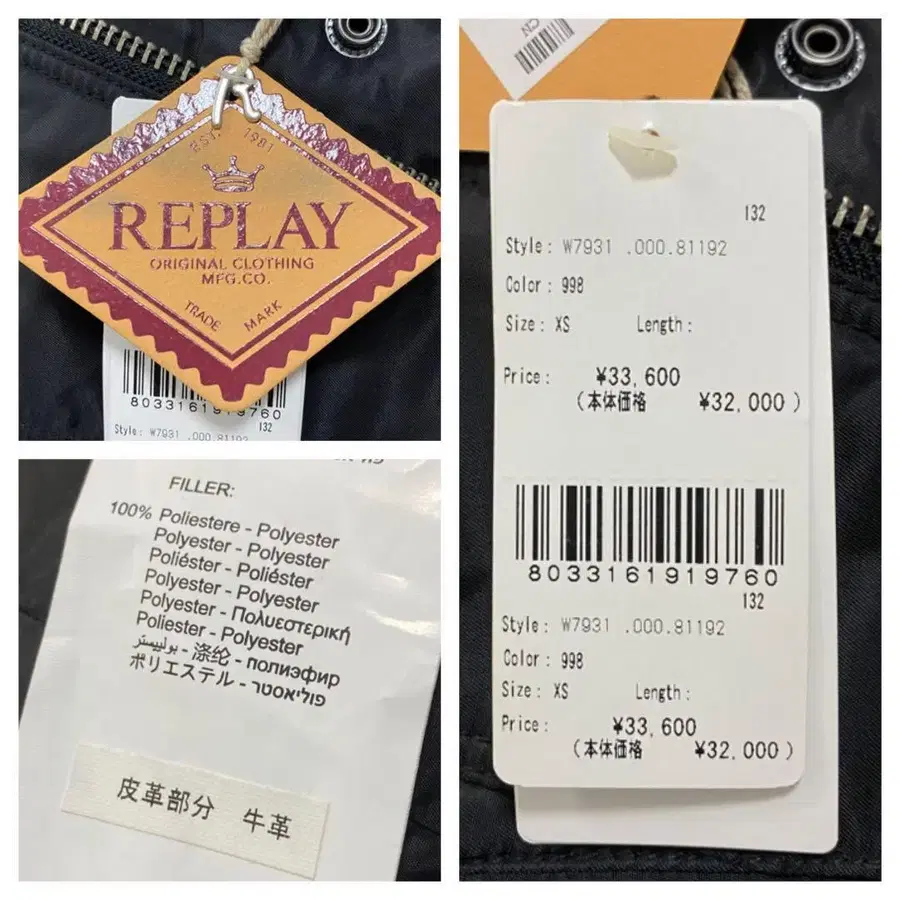 EST. 1981
REPLAY
ORIGINAL CLOTHING
MFG.CO.
TRADE MARK
8033161919760
132
Style: W7931 .000.81192
FILLER:
100% Poliestere - Polyester
Polyester - Polyester
Poliéster - Poliéster
Polyester - Polyester
Polyester - Πολυεστερική
Poliester - Polyester
بوليستر - 涤纶 - полиэфир
ポリエステル - פוליאסטר
皮革部分 牛革
CN
132
Style: W7931 .000.81192
Color: 998
Size: XS Length:
Price: ¥33,600
(本体価格 ¥32,000)
8033161919760
132
Style: W7931 .000.81192
Color: 998
Size: XS Length:
Price: ¥33,600
(本体価格 ¥32,000)